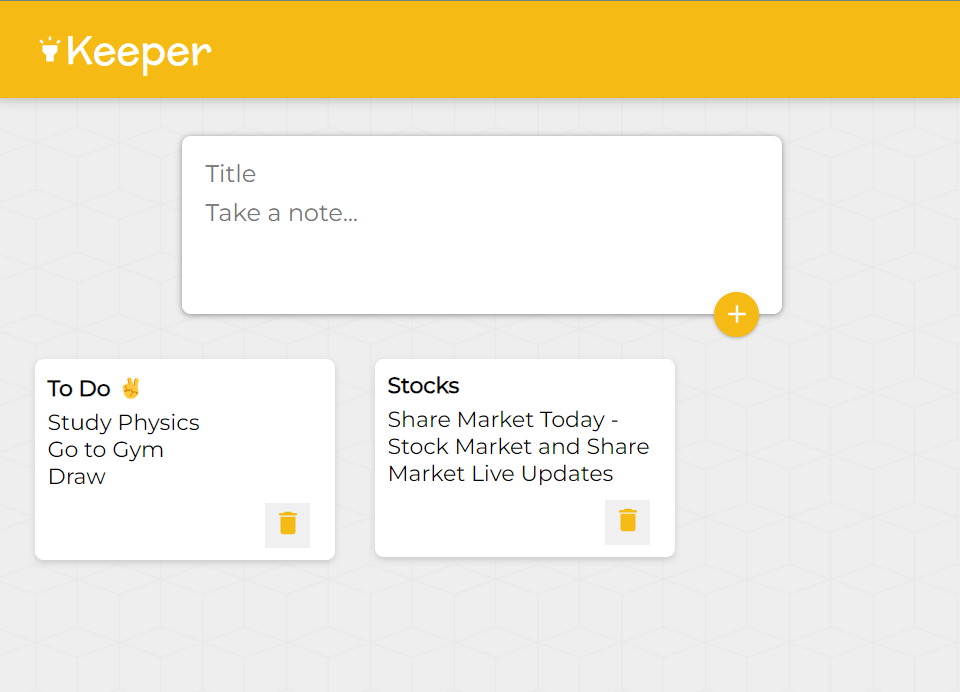 Keeper
Title
Take a note...
To Do ✌
Study Physics
Go to Gym
Draw
Stocks
Share Market Today -
Stock Market and Share
Market Live Updates